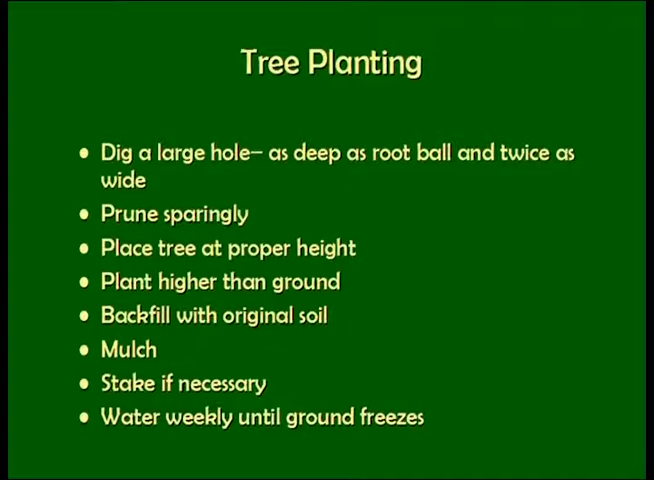 Tree Planting
• Dig a large hole– as deep as root ball and twice as
wide
• Prune sparingly
• Place tree at proper height
• Plant higher than ground
• Backfill with original soil
• Mulch
• Stake if necessary
• Water weekly until ground freezes